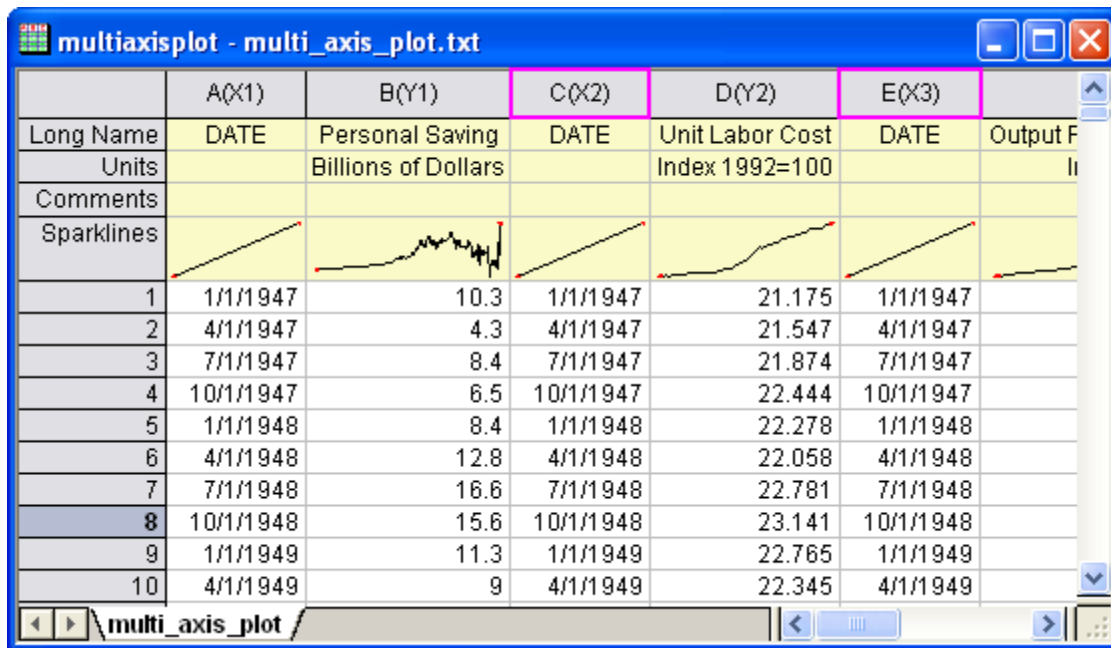 multiaxisplot - multi_axis_plot.txt
A(X1) B(Y1) C(X2) D(Y2) E(X3)
Long Name DATE Personal Saving DATE Unit Labor Cost DATE Output
Units Billions of Dollars Index 1992=100
Comments
Sparklines
1 1/1/1947 10.3 1/1/1947 21.175 1/1/1947
2 4/1/1947 4.3 4/1/1947 21.547 4/1/1947
3 7/1/1947 8.4 7/1/1947 21.874 7/1/1947
4 10/1/1947 6.5 10/1/1947 22.444 10/1/1947
5 1/1/1948 8.4 1/1/1948 22.278 1/1/1948
6 4/1/1948 12.8 4/1/1948 22.058 4/1/1948
7 7/1/1948 16.6 7/1/1948 22.781 7/1/1948
8 10/1/1948 15.6 10/1/1948 23.141 10/1/1948
9 1/1/1949 11.3 1/1/1949 22.765 1/1/1949
10 4/1/1949 9 4/1/1949 22.345 4/1/1949
multi_axis_plot